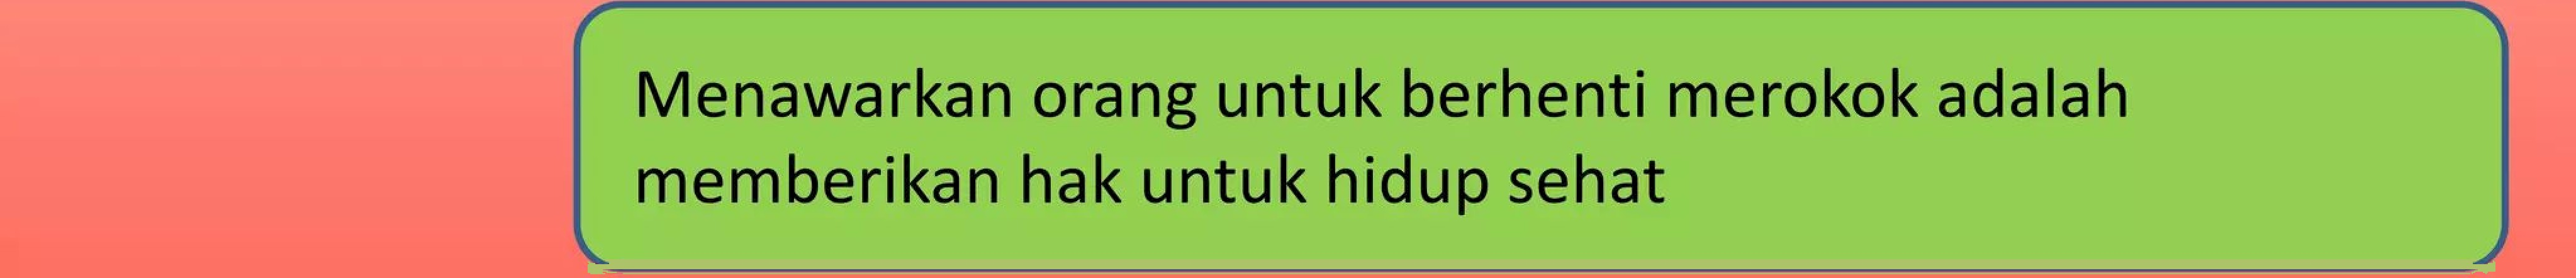 Menawarkan orang untuk berhenti merokok adalah
memberikan hak untuk hidup sehat